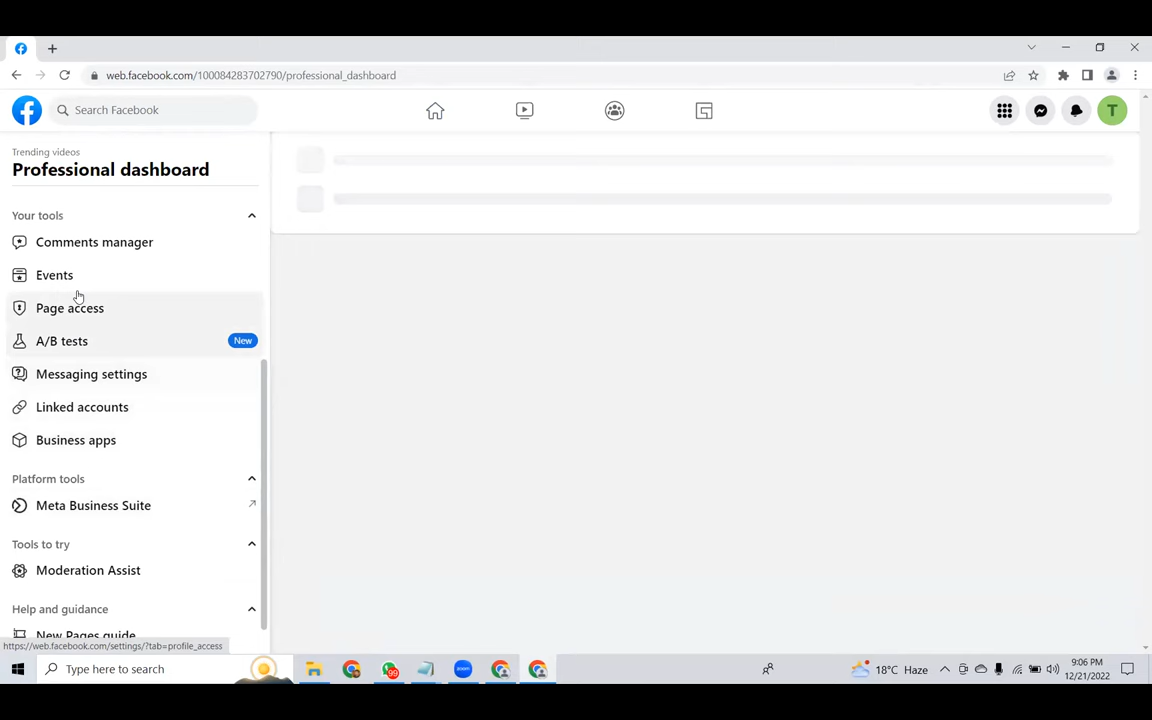 web.facebook.com/100084283702790/professional_dashboard
Search Facebook
T
Trending videos
Professional dashboard
Your tools
Comments manager
Events
Page access
A/B tests
New
Messaging settings
Linked accounts
Business apps
Platform tools
Meta Business Suite
Tools to try
Moderation Assist
Help and guidance
New Pages guide
https://web.facebook.com/settings/?tab=profile_access
Type here to search
99
18°C Haze
9:06 PM
12/21/2022